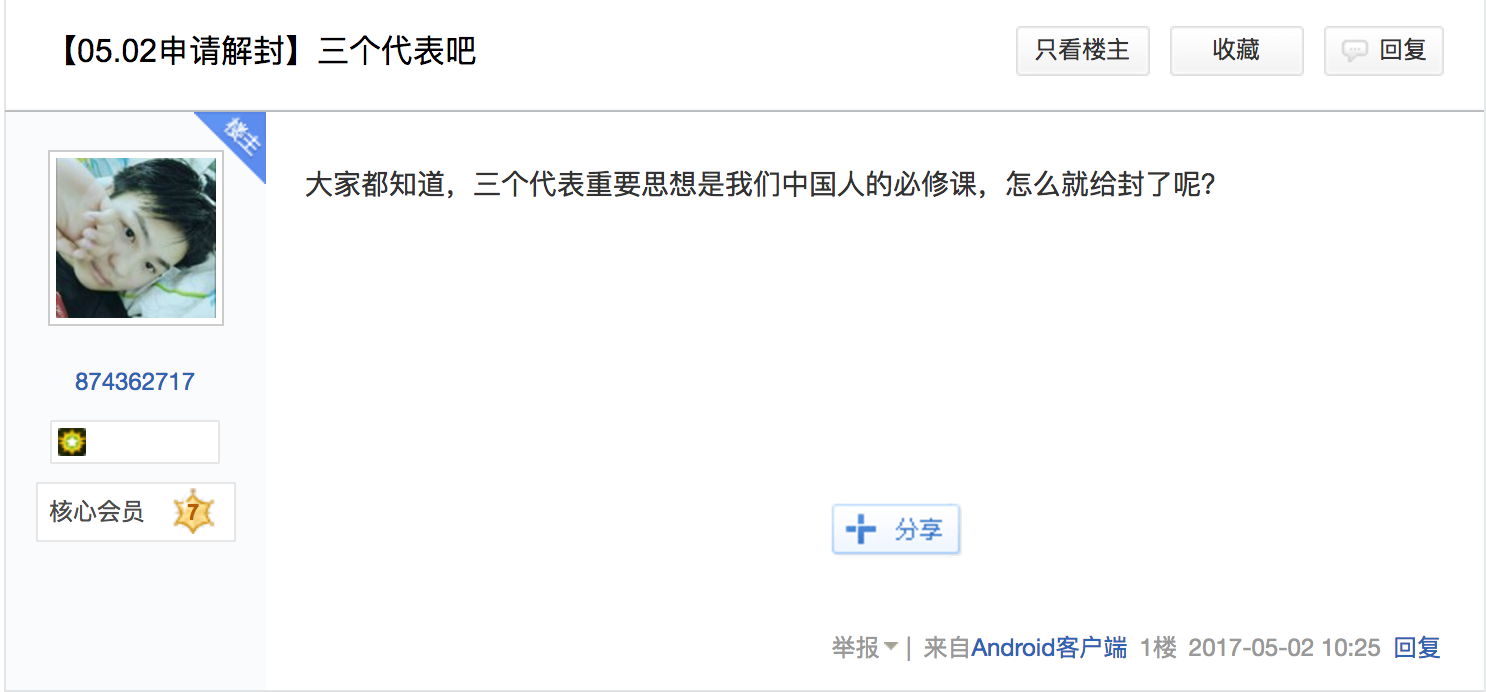 【05.02申请解封】三个代表吧
只看楼主
收藏
回复
楼主
大家都知道，三个代表重要思想是我们中国人的必修课，怎么就给封了呢？
874362717
核心会员 7
分享
举报 | 来自Android客户端 1楼 2017-05-02 10:25 回复